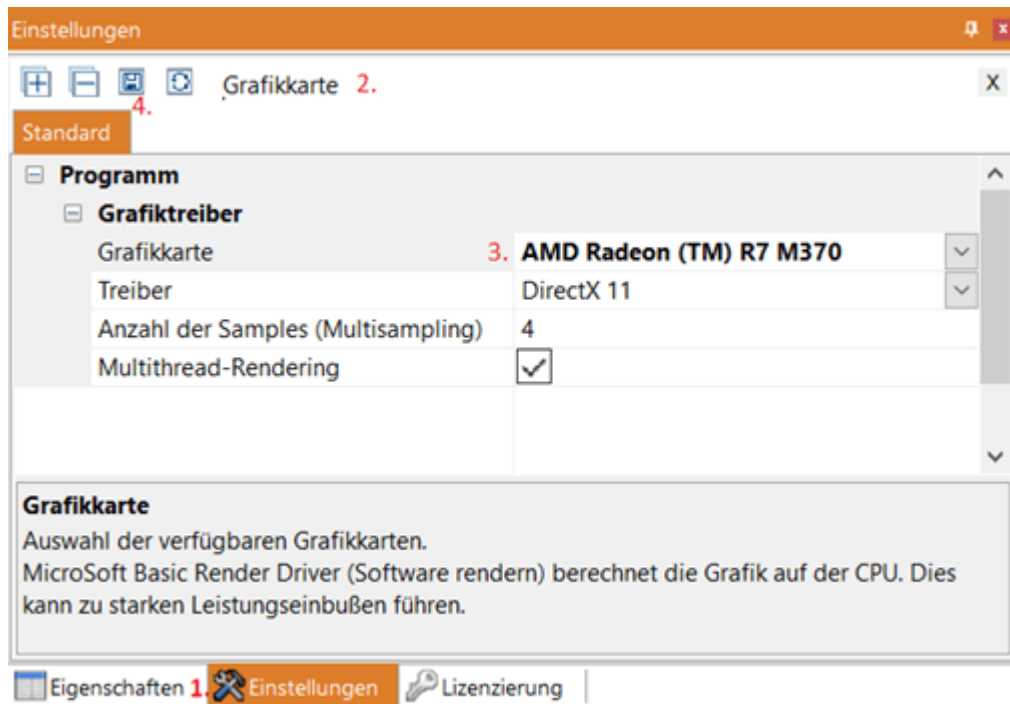 Einstellungen
Grafikkarte 2. X
4.
Standard
Programm
Grafiktreiber
Grafikkarte 3. AMD Radeon (TM) R7 M370
Treiber DirectX 11
Anzahl der Samples (Multisampling) 4
Multithread-Rendering
Grafikkarte
Auswahl der verfügbaren Grafikkarten.
MicroSoft Basic Render Driver (Software rendern) berechnet die Grafik auf der CPU. Dies
kann zu starken Leistungseinbußen führen.
Eigenschaften 1. Einstellungen Lizenzierung